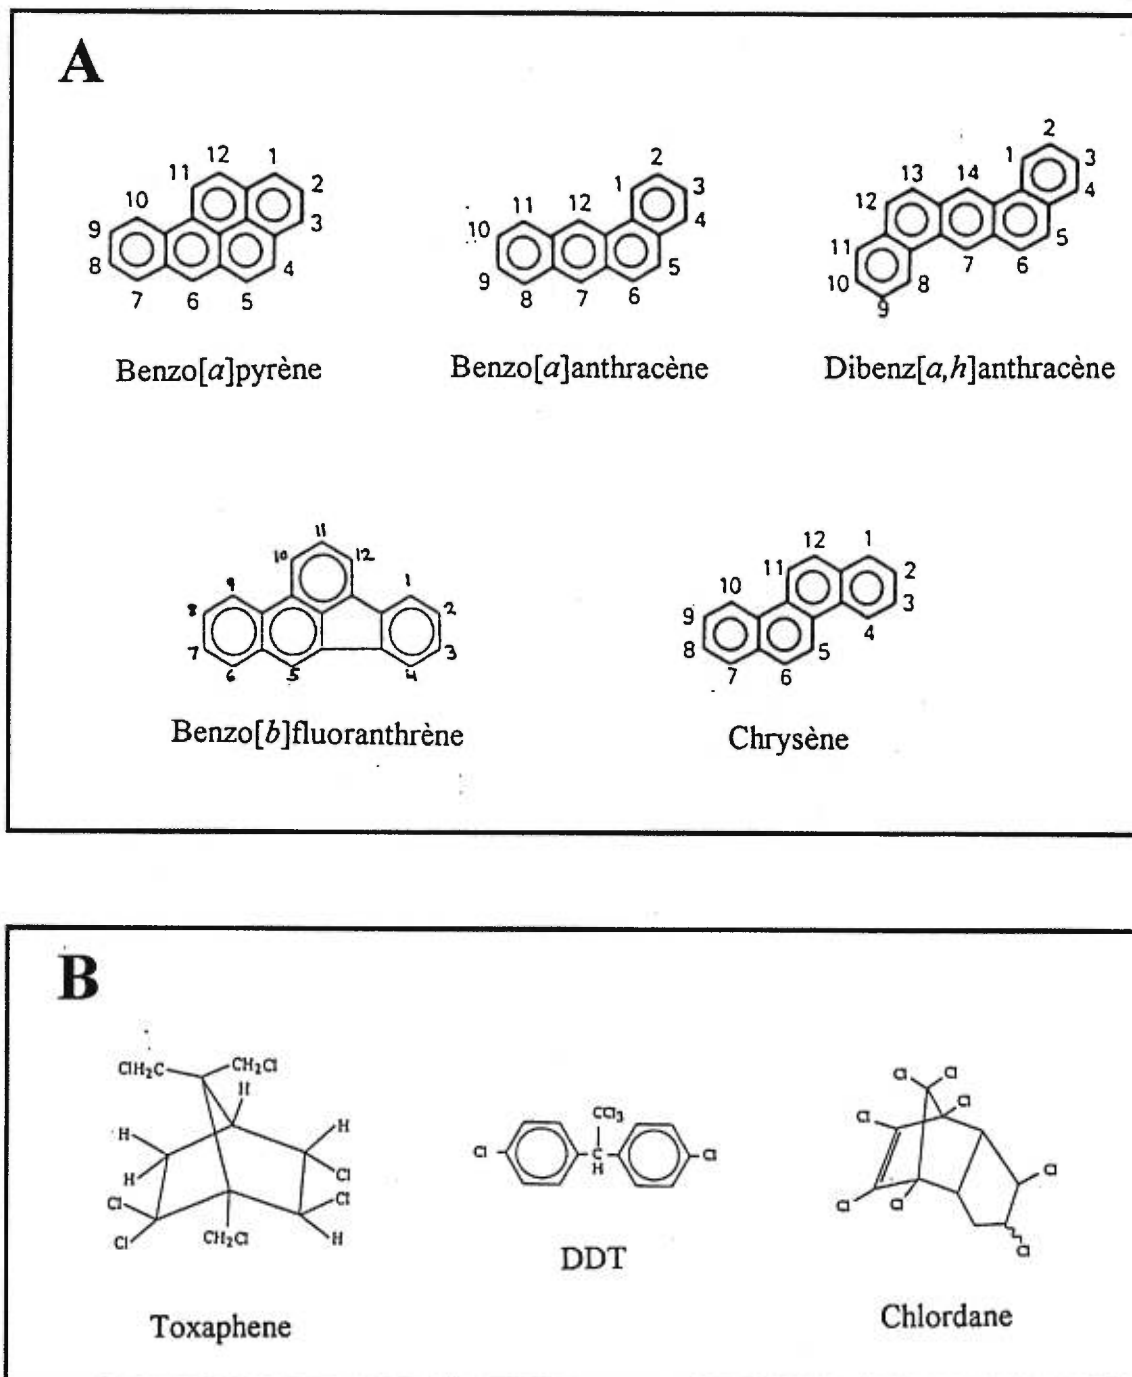 A
12 1
11 2
10 3
9 4
8 5
7 6
Benzo[a]pyrène
2
1 3
12 4
11 5
10 6
9 7
8
Benzo[a]anthracène
2
1 3
14 4
13 5
12 6
11 7
10 8
9
Dibenz[a,h]anthracène
11
10 12
9 1
8 2
7 3
6 5 4
Benzo[b]fluoranthrène
12 1
11 2
10 3
9 4
8 5
7 6
Chrysène
B
ClH₂C CH₂Cl
H
H H
H Cl
Cl Cl
Cl CH₂Cl H
Toxaphene
CCl₃
Cl C Cl
H
DDT
Cl Cl
Cl
Cl
Cl
Cl Cl
Cl
Chlordane